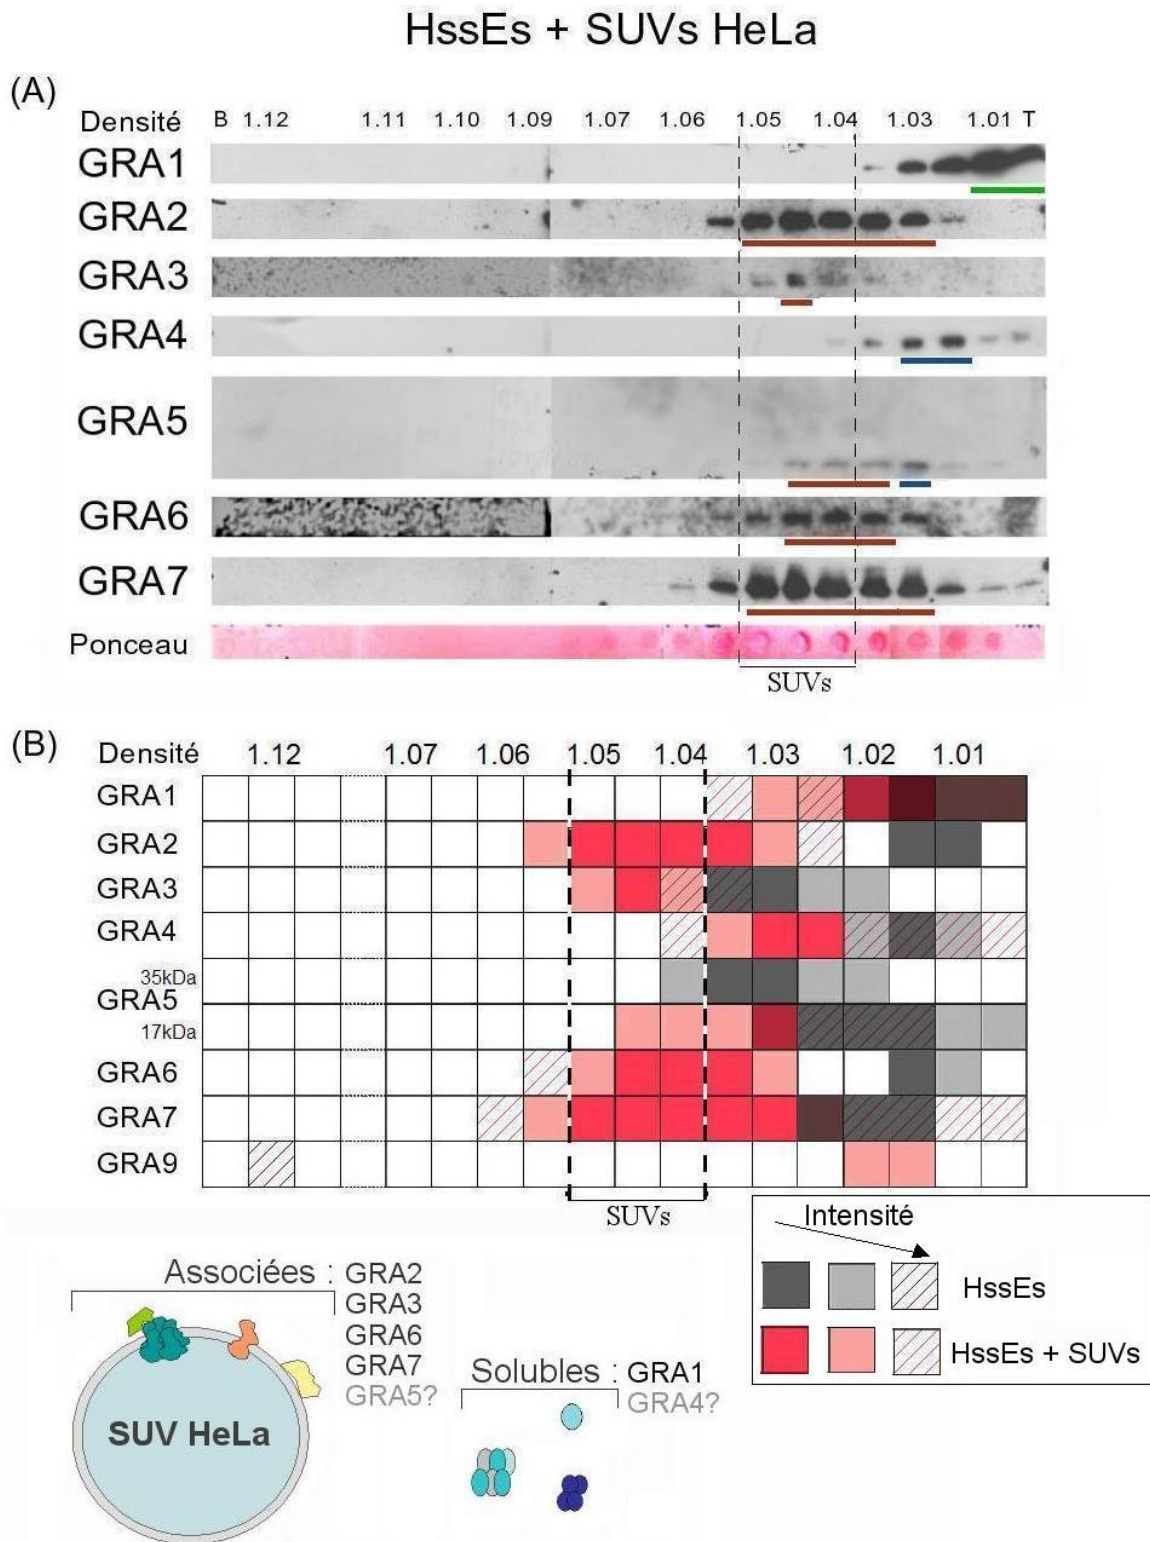 HssEs + SUVs HeLa
(A)
Densité B 1.12 1.11 1.10 1.09 1.07 1.06 1.05 1.04 1.03 1.01 T
GRA1
GRA2
GRA3
GRA4
GRA5
GRA6
GRA7
Ponceau
SUVs
(B)
Densité 1.12 1.07 1.06 1.05 1.04 1.03 1.02 1.01
GRA1
GRA2
GRA3
GRA4
35kDa
GRA5
17kDa
GRA6
GRA7
GRA9
SUVs
Intensité
HssEs
HssEs + SUVs
Associées : GRA2
GRA3
GRA6
GRA7
GRA5?
SUV HeLa
Solubles : GRA1
GRA4?